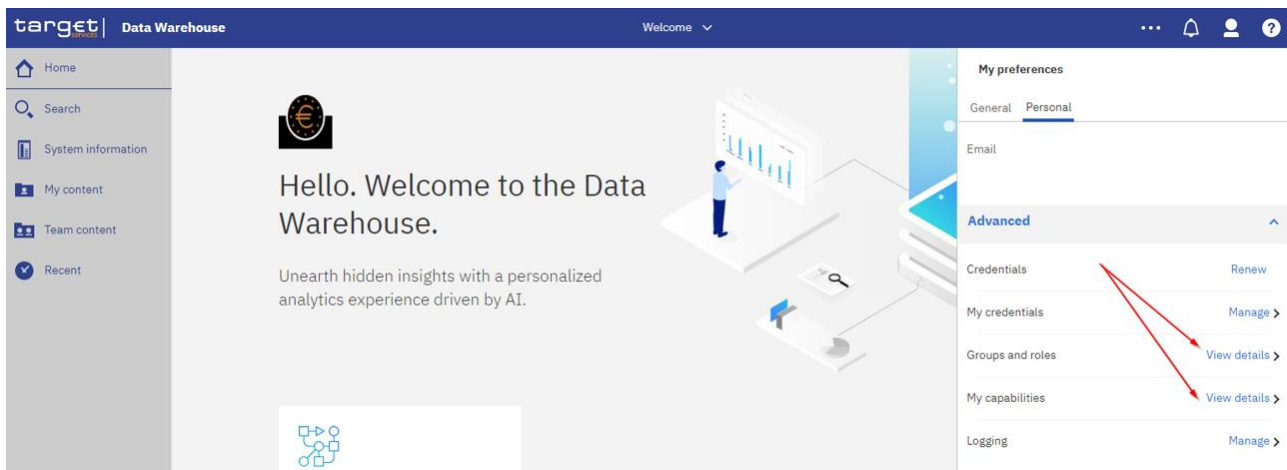 target services | Data Warehouse
Welcome
Home
Search
System information
My content
Team content
Recent
Hello. Welcome to the Data
Warehouse.
Unearth hidden insights with a personalized
analytics experience driven by AI.
My preferences
General Personal
Email
Advanced
Credentials Renew
My credentials Manage
Groups and roles View details
My capabilities View details
Logging Manage